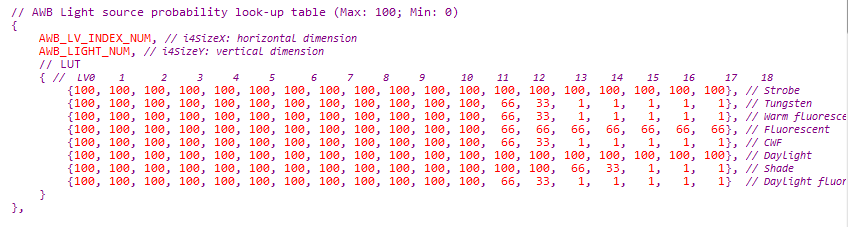 // AWB Light source probability look-up table (Max: 100; Min: 0)
{
AWB_LV_INDEX_NUM, // i4SizeX: horizontal dimension
AWB_LIGHT_NUM, // i4SizeY: vertical dimension
// LUT
{ // LV0 1 2 3 4 5 6 7 8 9 10 11 12 13 14 15 16 17 18
{100, 100, 100, 100, 100, 100, 100, 100, 100, 100, 100, 100, 100, 100, 100, 100, 100, 100, 100}, // Strobe
{100, 100, 100, 100, 100, 100, 100, 100, 100, 100, 100, 100, 66, 33, 1, 1, 1, 1, 1}, // Tungsten
{100, 100, 100, 100, 100, 100, 100, 100, 100, 100, 100, 100, 66, 33, 1, 1, 1, 1, 1}, // Warm fluoresce
{100, 100, 100, 100, 100, 100, 100, 100, 100, 100, 100, 100, 66, 66, 66, 66, 66, 66, 66}, // Fluorescent
{100, 100, 100, 100, 100, 100, 100, 100, 100, 100, 100, 100, 66, 33, 1, 1, 1, 1, 1}, // CWF
{100, 100, 100, 100, 100, 100, 100, 100, 100, 100, 100, 100, 100, 100, 100, 100, 100, 100, 100}, // Daylight
{100, 100, 100, 100, 100, 100, 100, 100, 100, 100, 100, 100, 100, 100, 66, 33, 1, 1, 1}, // Shade
{100, 100, 100, 100, 100, 100, 100, 100, 100, 100, 100, 100, 66, 33, 1, 1, 1, 1, 1} // Daylight fluor
}
},